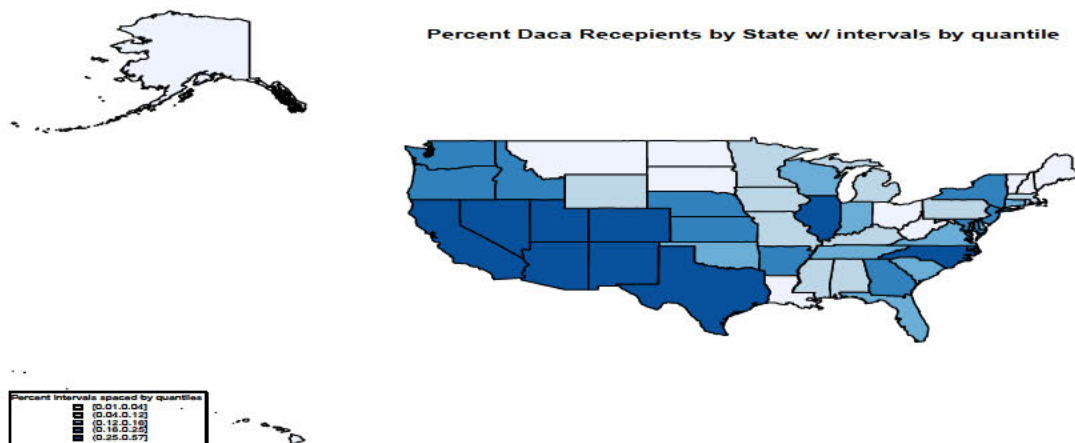 Percent Daca Recepients by State w/ intervals by quantile
Percent Intervals spaced by quantiles
[0.01,0.04]
(0.04,0.12]
(0.12,0.16]
(0.16,0.25]
(0.25,0.57]